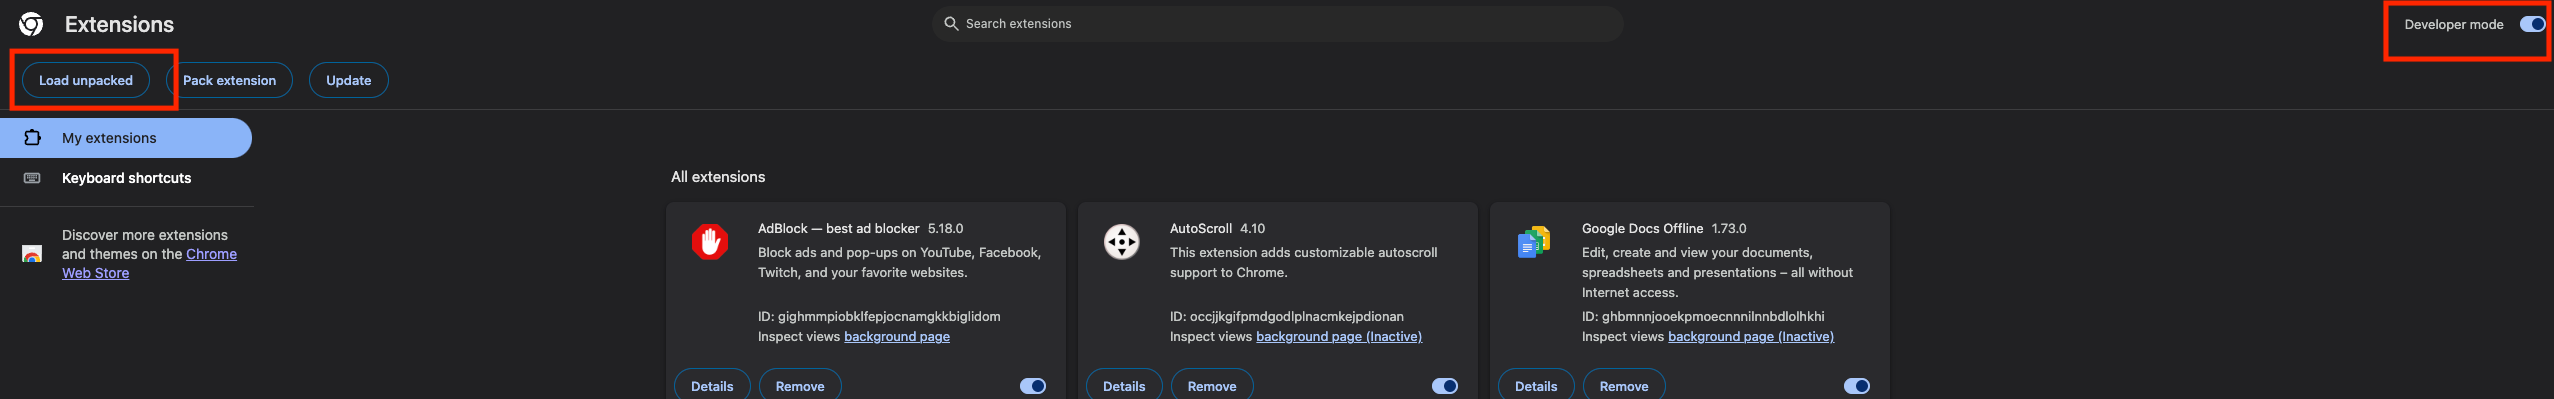 Extensions
Search extensions
Developer mode
Load unpacked
Pack extension
Update
My extensions
Keyboard shortcuts
Discover more extensions
and themes on the Chrome
Web Store
All extensions
AdBlock — best ad blocker 5.18.0
Block ads and pop-ups on YouTube, Facebook,
Twitch, and your favorite websites.
ID: gighmmpiobklfepjocnamgkkbiglidom
Inspect views background page
Details
Remove
AutoScroll 4.10
This extension adds customizable autoscroll
support to Chrome.
ID: occjjkgifpmdgodlplnacmkejpdionan
Inspect views background page (Inactive)
Details
Remove
Google Docs Offline 1.73.0
Edit, create and view your documents,
spreadsheets and presentations – all without
Internet access.
ID: ghbmnnjooekpmoecnnnilnnbdlolhkhi
Inspect views background page (Inactive)
Details
Remove